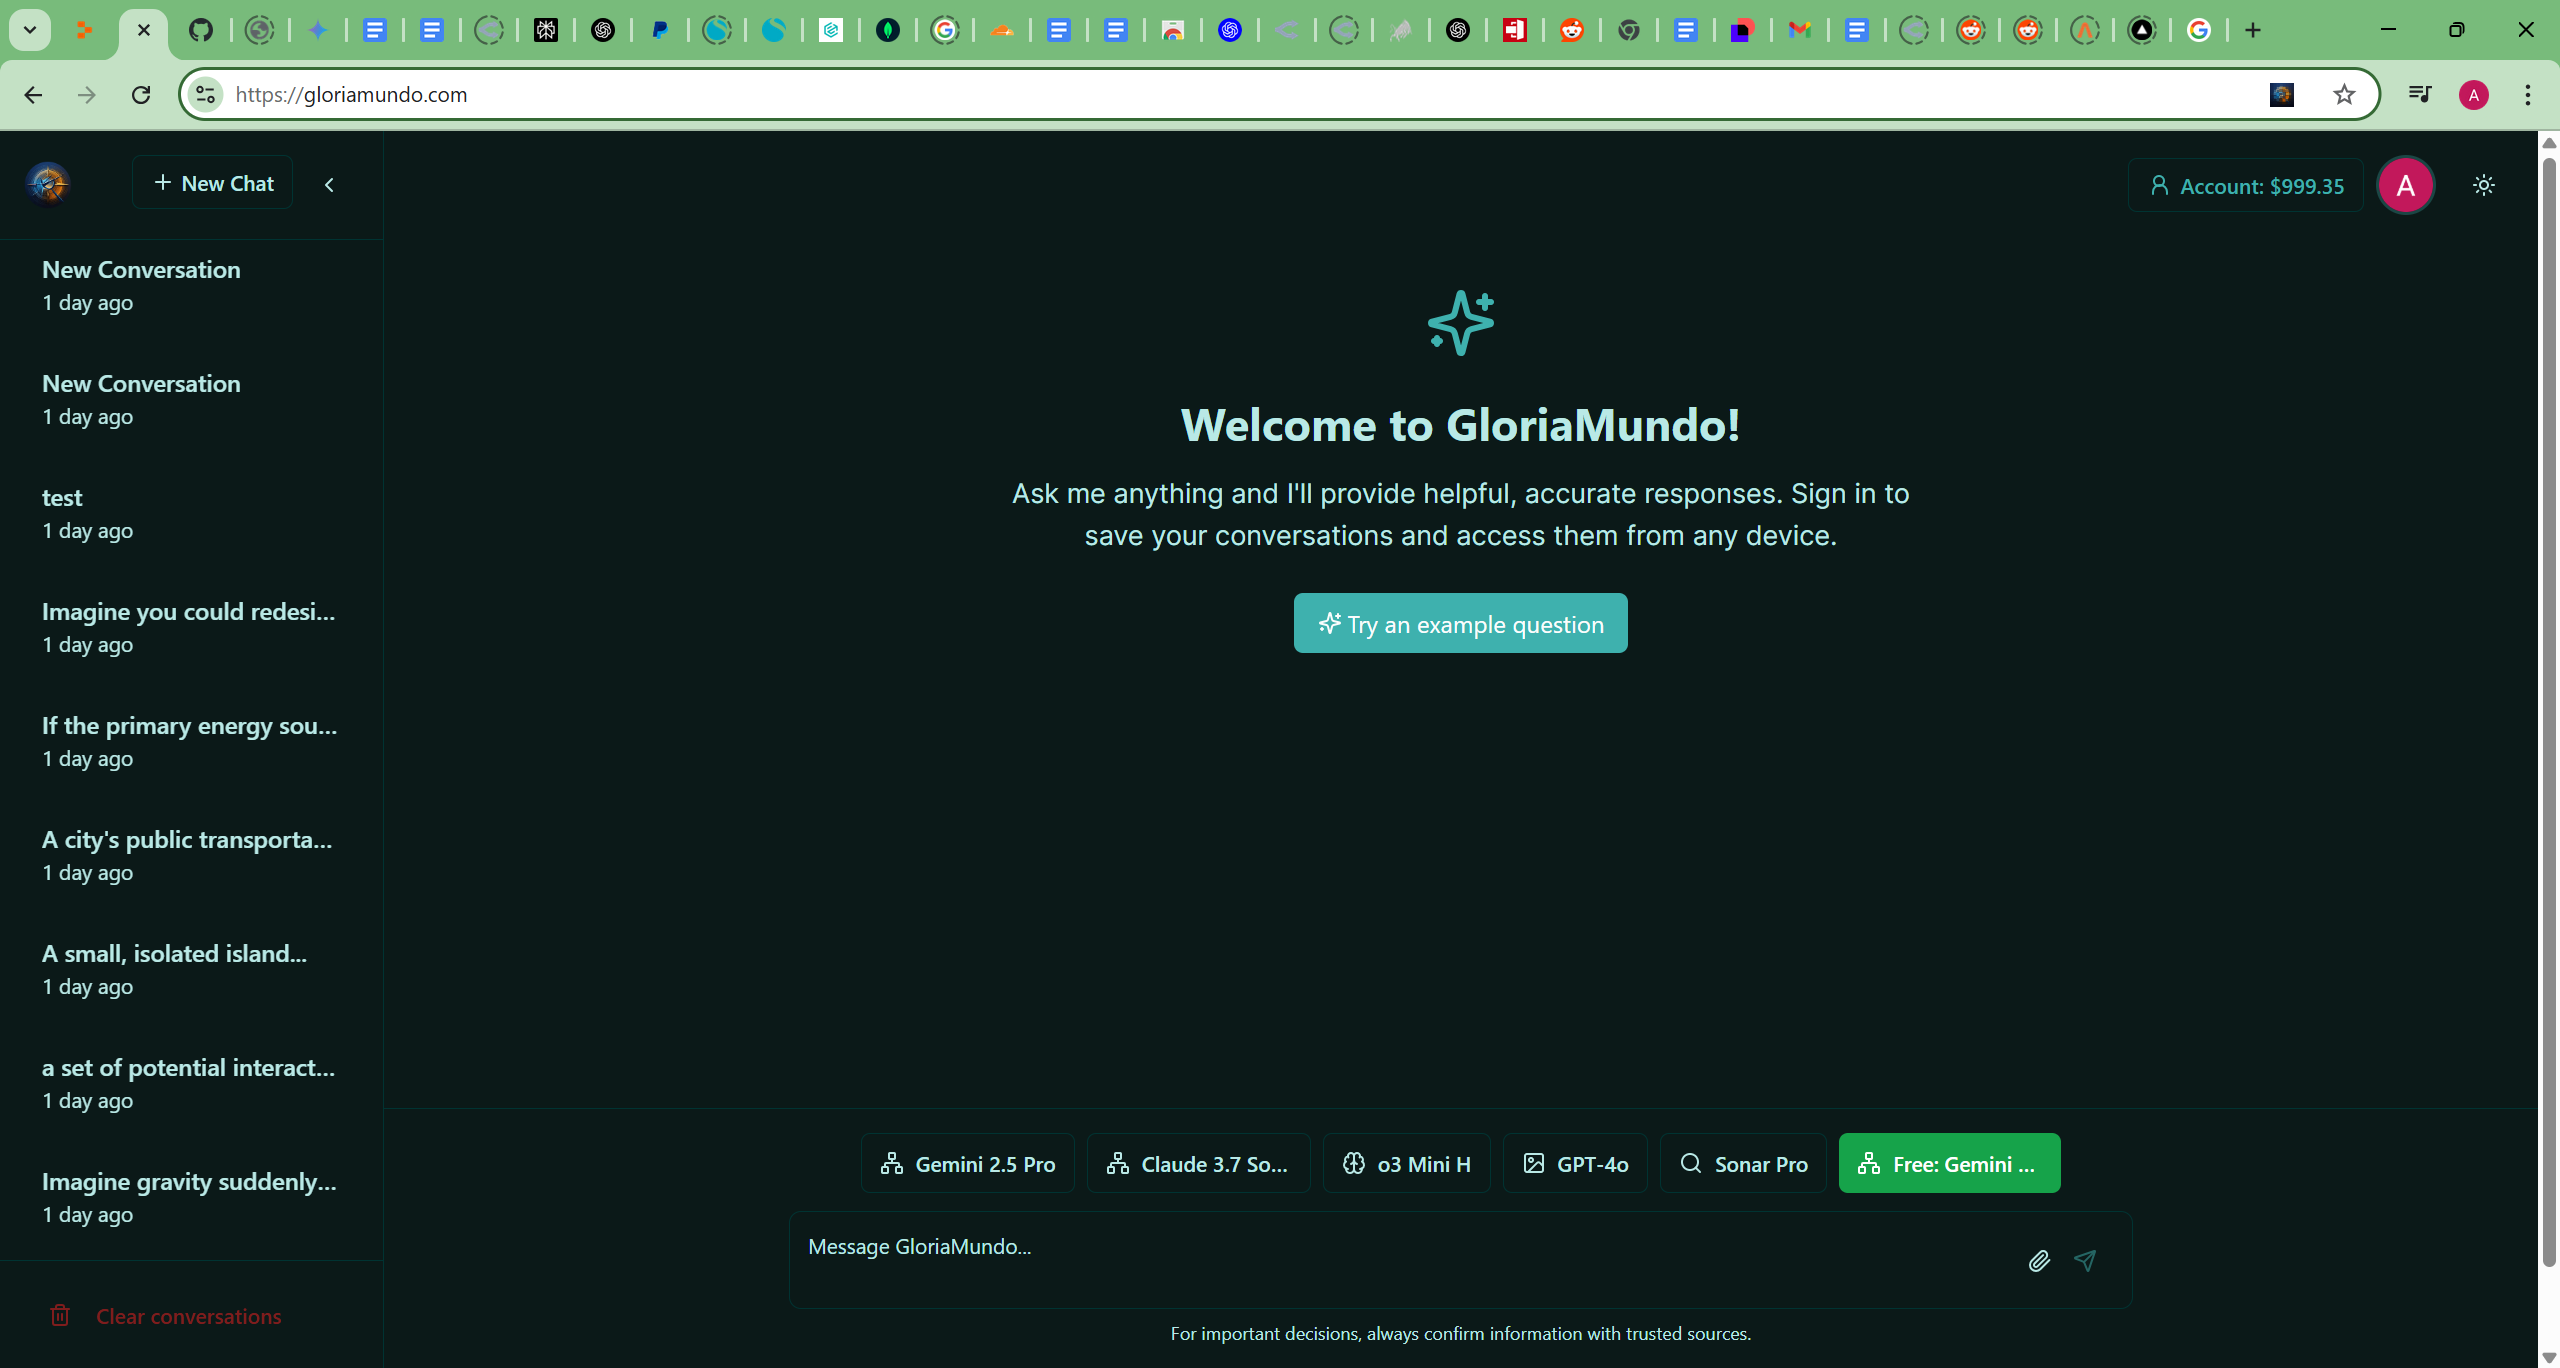 https://gloriamundo.com
A
New Chat
Account: $999.35
A
New Conversation
1 day ago
New Conversation
1 day ago
test
1 day ago
Imagine you could redesi...
1 day ago
If the primary energy sou...
1 day ago
A city's public transporta...
1 day ago
A small, isolated island...
1 day ago
a set of potential interact...
1 day ago
Imagine gravity suddenly...
1 day ago
Clear conversations
Welcome to GloriaMundo!
Ask me anything and I'll provide helpful, accurate responses. Sign in to
save your conversations and access them from any device.
Try an example question
Gemini 2.5 Pro
Claude 3.7 So...
o3 Mini H
GPT-4o
Sonar Pro
Free: Gemini ...
Message GloriaMundo...
For important decisions, always confirm information with trusted sources.